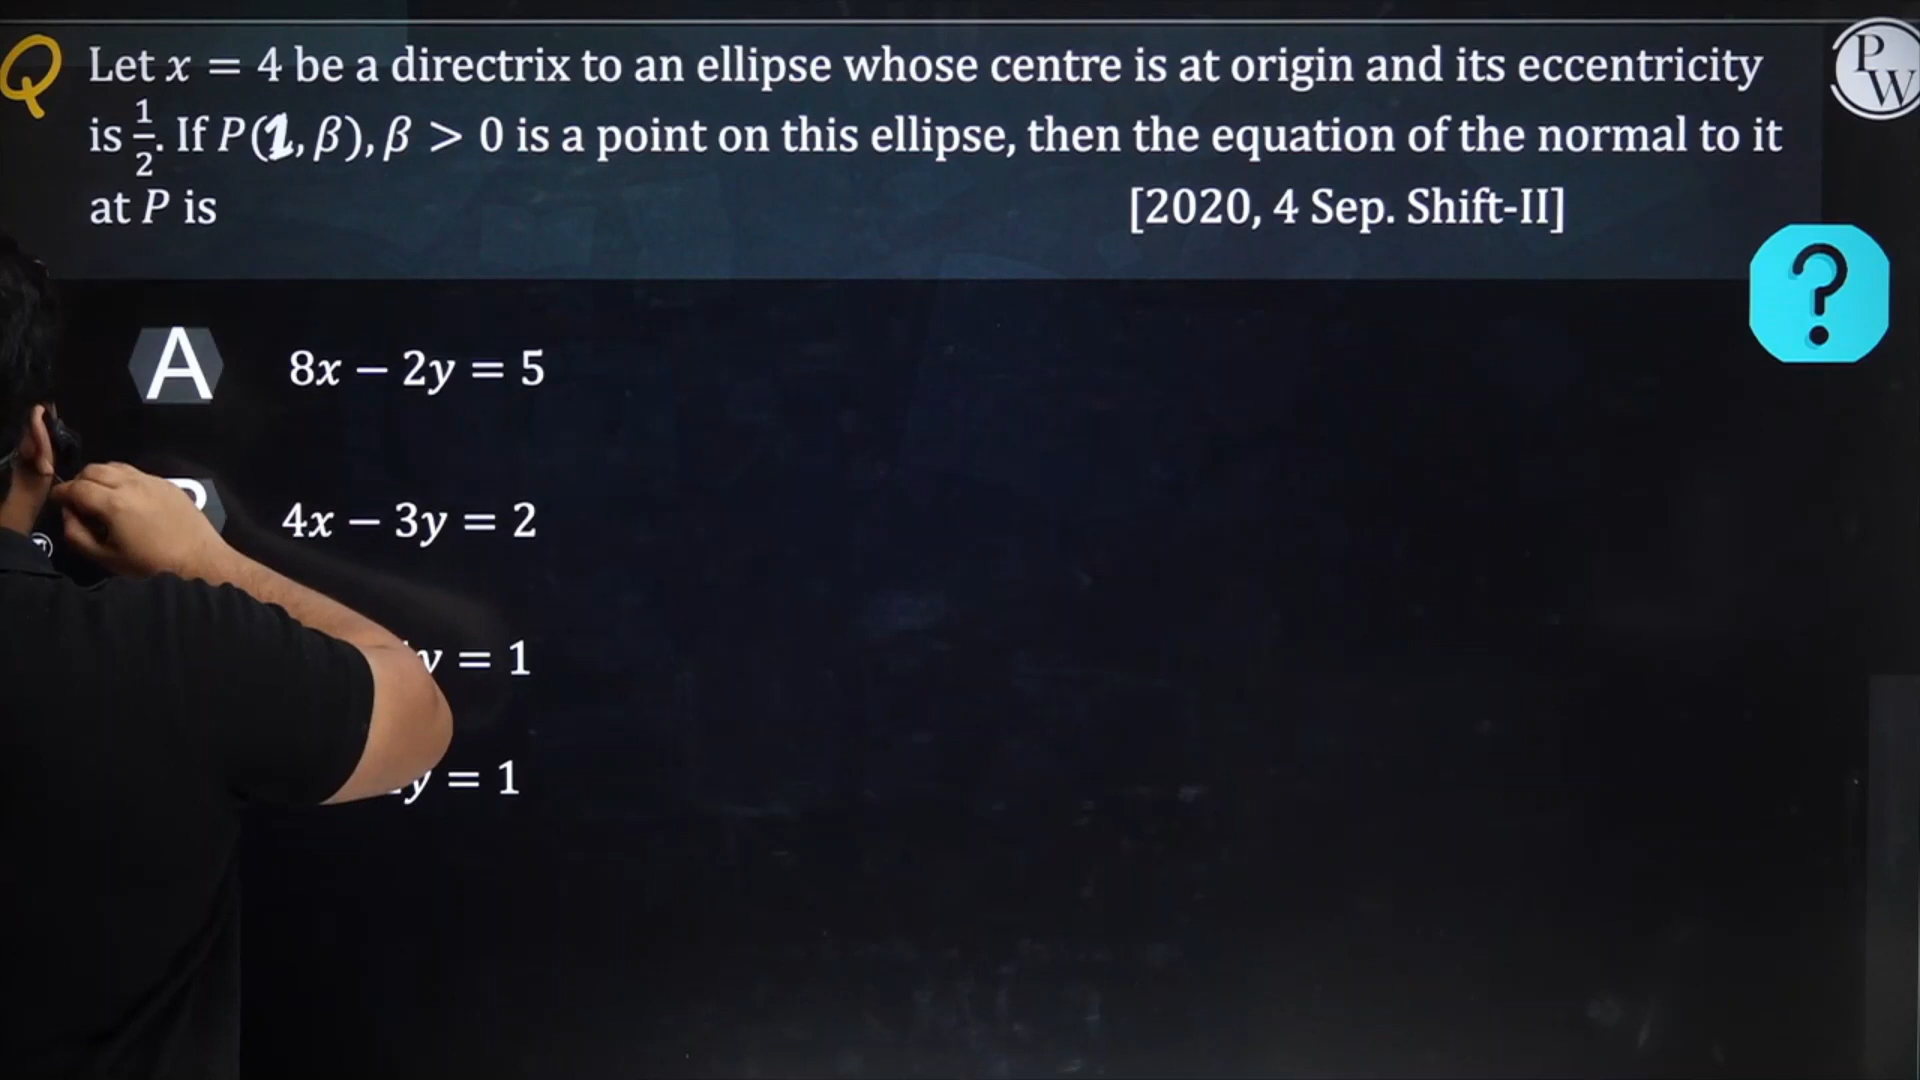 Q Let x = 4 be a directrix to an ellipse whose centre is at origin and its eccentricity
is 1/2. If P(1, β), β > 0 is a point on this ellipse, then the equation of the normal to it
at P is [2020, 4 Sep. Shift-II]
PW
?
A 8x − 2y = 5
4x − 3y = 2
y = 1
y = 1